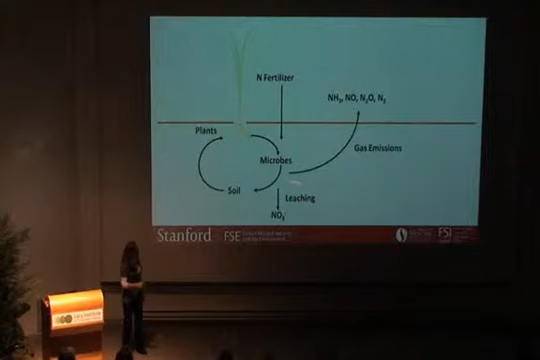 N Fertilizer
NH₃, NO, N₂O, N₂
Plants
Gas Emissions
Microbes
Soil
Leaching
NO₃⁻
Stanford
FSE
FSI